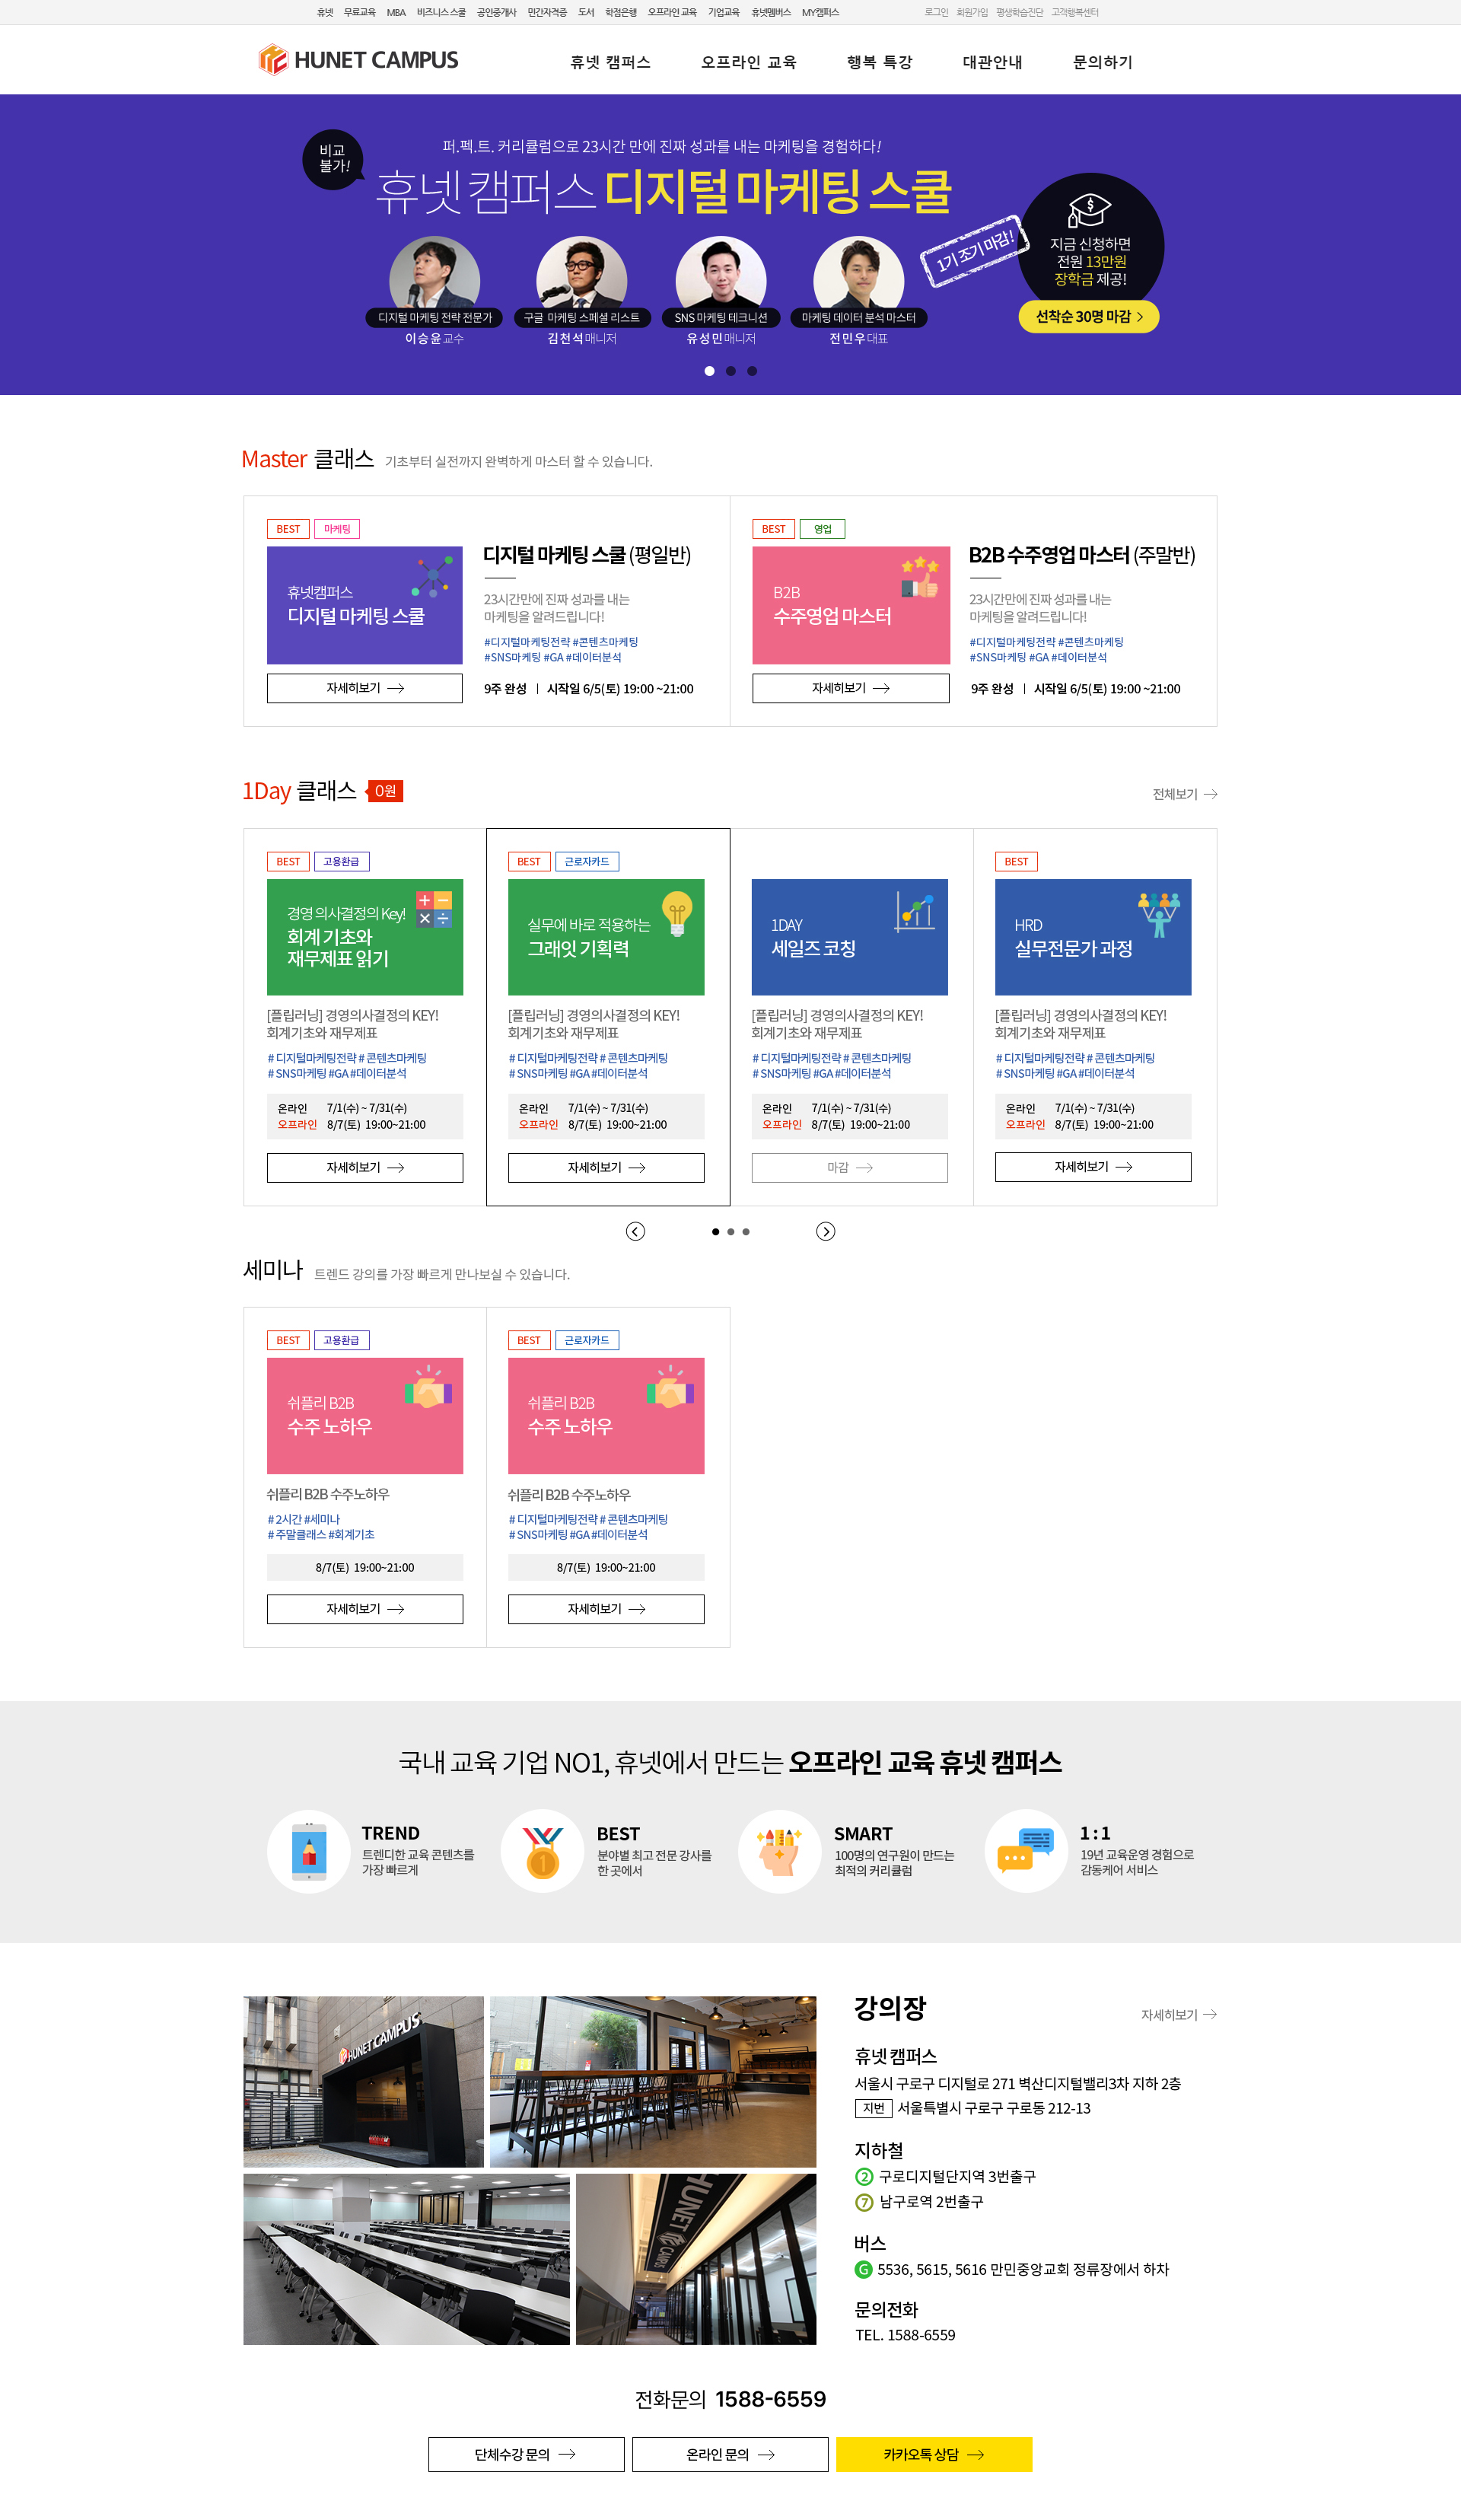 휴넷 무료교육 MBA 비즈니스 스쿨 공인중개사 민간자격증 도서 학점은행 오프라인 교육 기업교육 휴넷멤버스 MY캠퍼스 로그인 회원가입 평생학습진단 고객행복센터
HUNET CAMPUS 휴넷 캠퍼스 오프라인 교육 행복 특강 대관안내 문의하기
비교
불가!
퍼.펙.트. 커리큘럼으로 23시간 만에 진짜 성과를 내는 마케팅을 경험하다!
휴넷 캠퍼스 디지털 마케팅 스쿨
1기 조기 마감!
지금 신청하면
전원 13만원
장학금 제공!
선착순 30명 마감
디지털 마케팅 전략 전문가 구글 마케팅 스페셜 리스트 SNS 마케팅 테크니션 마케팅 데이터 분석 마스터
이승윤교수 김천석매니저 유성민매니저 전민우대표
Master 클래스 기초부터 실전까지 완벽하게 마스터 할 수 있습니다.
BEST 마케팅
휴넷캠퍼스
디지털 마케팅 스쿨
자세히보기
디지털 마케팅 스쿨 (평일반)
23시간만에 진짜 성과를 내는
마케팅을 알려드립니다!
#디지털마케팅전략 #콘텐츠마케팅
#SNS마케팅 #GA #데이터분석
9주 완성 | 시작일 6/5(토) 19:00 ~21:00
BEST 영업
B2B
수주영업 마스터
자세히보기
B2B 수주영업 마스터 (주말반)
23시간만에 진짜 성과를 내는
마케팅을 알려드립니다!
#디지털마케팅전략 #콘텐츠마케팅
#SNS마케팅 #GA #데이터분석
9주 완성 | 시작일 6/5(토) 19:00 ~21:00
1Day 클래스 0원 전체보기
BEST 고용환급
경영 의사결정의 Key!
회계 기초와
재무제표 읽기
[플립러닝] 경영의사결정의 KEY!
회계기초와 재무제표
# 디지털마케팅전략 # 콘텐츠마케팅
# SNS마케팅 #GA #데이터분석
온라인 7/1(수) ~ 7/31(수)
오프라인 8/7(토) 19:00~21:00
자세히보기
BEST 근로자카드
실무에 바로 적용하는
그래잇 기획력
[플립러닝] 경영의사결정의 KEY!
회계기초와 재무제표
# 디지털마케팅전략 # 콘텐츠마케팅
# SNS마케팅 #GA #데이터분석
온라인 7/1(수) ~ 7/31(수)
오프라인 8/7(토) 19:00~21:00
자세히보기
1DAY
세일즈 코칭
[플립러닝] 경영의사결정의 KEY!
회계기초와 재무제표
# 디지털마케팅전략 # 콘텐츠마케팅
# SNS마케팅 #GA #데이터분석
온라인 7/1(수) ~ 7/31(수)
오프라인 8/7(토) 19:00~21:00
마감
BEST
HRD
실무전문가 과정
[플립러닝] 경영의사결정의 KEY!
회계기초와 재무제표
# 디지털마케팅전략 # 콘텐츠마케팅
# SNS마케팅 #GA #데이터분석
온라인 7/1(수) ~ 7/31(수)
오프라인 8/7(토) 19:00~21:00
자세히보기
세미나 트렌드 강의를 가장 빠르게 만나보실 수 있습니다.
BEST 고용환급
쉬플리 B2B
수주 노하우
쉬플리 B2B 수주노하우
# 2시간 #세미나
# 주말클래스 #회계기초
8/7(토) 19:00~21:00
자세히보기
BEST 근로자카드
쉬플리 B2B
수주 노하우
쉬플리 B2B 수주노하우
# 디지털마케팅전략 # 콘텐츠마케팅
# SNS마케팅 #GA #데이터분석
8/7(토) 19:00~21:00
자세히보기
국내 교육 기업 NO1, 휴넷에서 만드는 오프라인 교육 휴넷 캠퍼스
TREND
트렌디한 교육 콘텐츠를
가장 빠르게
1
BEST
분야별 최고 전문 강사를
한 곳에서
SMART
100명의 연구원이 만드는
최적의 커리큘럼
1 : 1
19년 교육운영 경험으로
감동케어 서비스
HUNET CAMPUS
HUNET CAMPUS
강의장 자세히보기
휴넷 캠퍼스
서울시 구로구 디지털로 271 벽산디지털밸리3차 지하 2층
지번 서울특별시 구로구 구로동 212-13
지하철
2 구로디지털단지역 3번출구
7 남구로역 2번출구
버스
G 5536, 5615, 5616 만민중앙교회 정류장에서 하차
문의전화
TEL. 1588-6559
전화문의 1588-6559
단체수강 문의 온라인 문의 카카오톡 상담